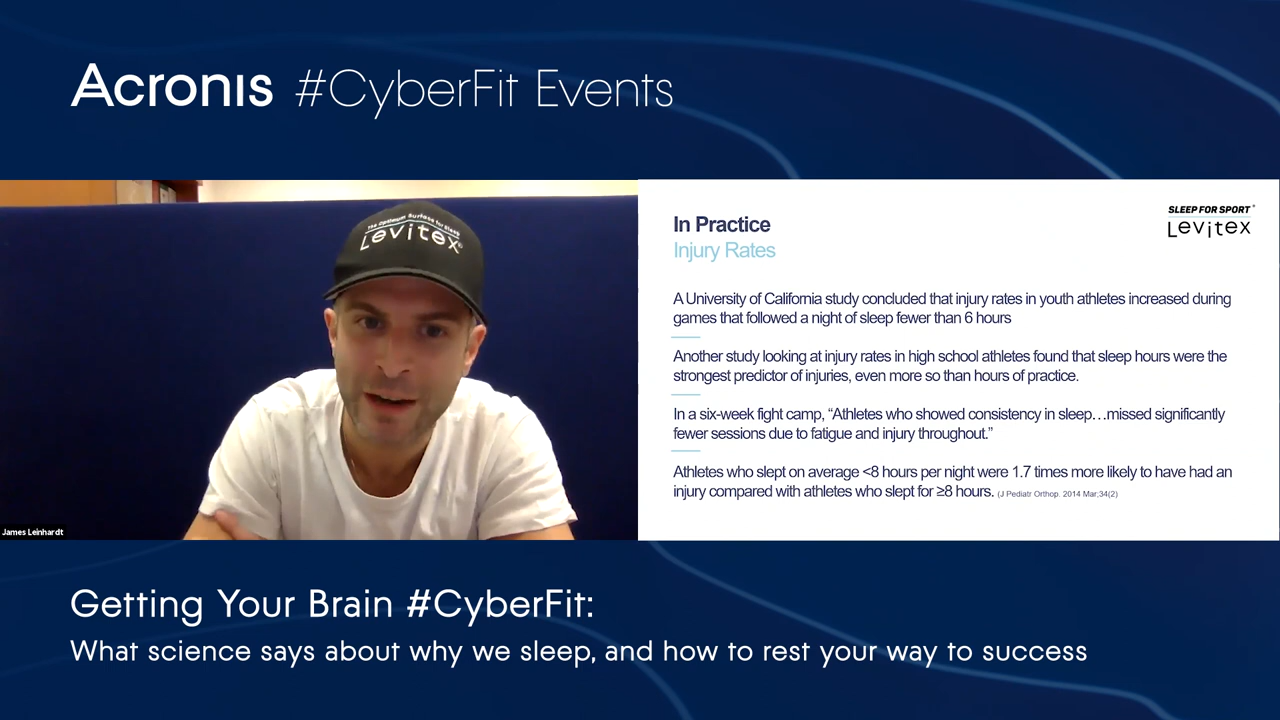 Acronis #CyberFit Events
The Optimum Surface for Sleep
Levitex®
James Leinhardt
In Practice
Injury Rates
SLEEP FOR SPORT®
Levitex
A University of California study concluded that injury rates in youth athletes increased during
games that followed a night of sleep fewer than 6 hours
Another study looking at injury rates in high school athletes found that sleep hours were the
strongest predictor of injuries, even more so than hours of practice.
In a six-week fight camp, “Athletes who showed consistency in sleep…missed significantly
fewer sessions due to fatigue and injury throughout.”
Athletes who slept on average <8 hours per night were 1.7 times more likely to have had an
injury compared with athletes who slept for ≥8 hours. (J Pediatr Orthop. 2014 Mar;34(2)
Getting Your Brain #CyberFit:
What science says about why we sleep, and how to rest your way to success